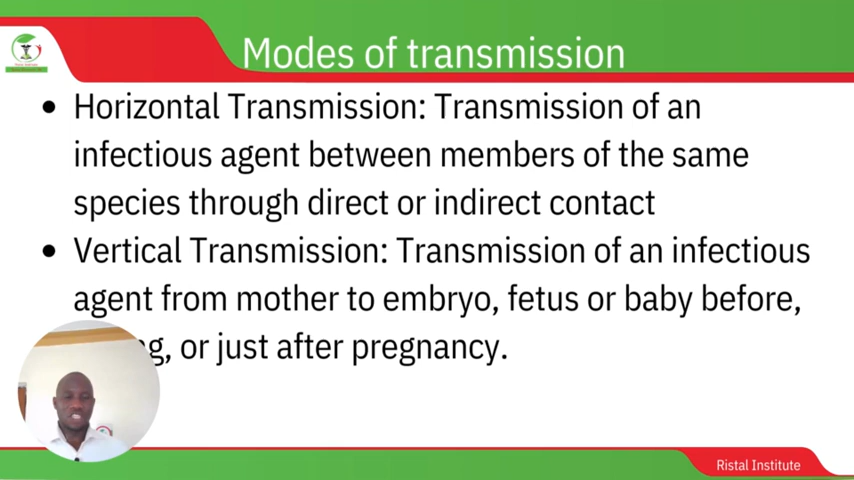 Modes of transmission
• Horizontal Transmission: Transmission of an
infectious agent between members of the same
species through direct or indirect contact
• Vertical Transmission: Transmission of an infectious
agent from mother to embryo, fetus or baby before,
or just after pregnancy.
Ristal Institute
Ristal Institute